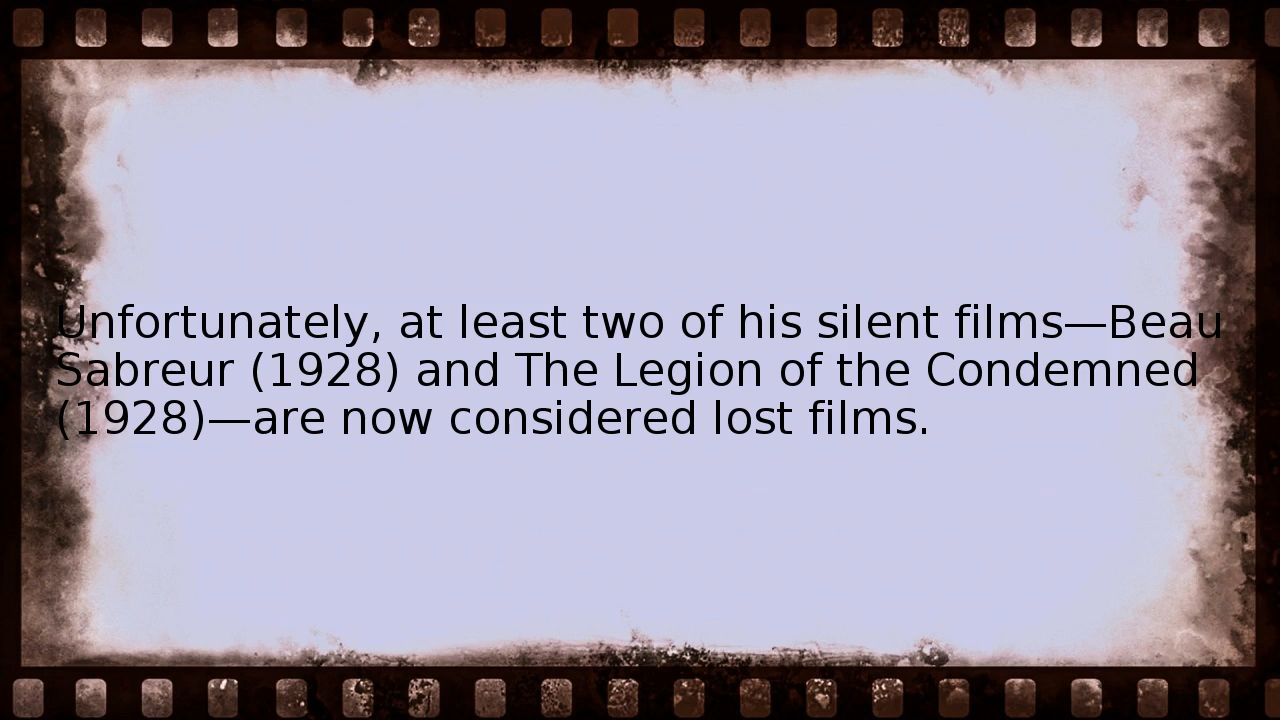 Unfortunately, at least two of his silent films—Beau
Sabreur (1928) and The Legion of the Condemned
(1928)—are now considered lost films.